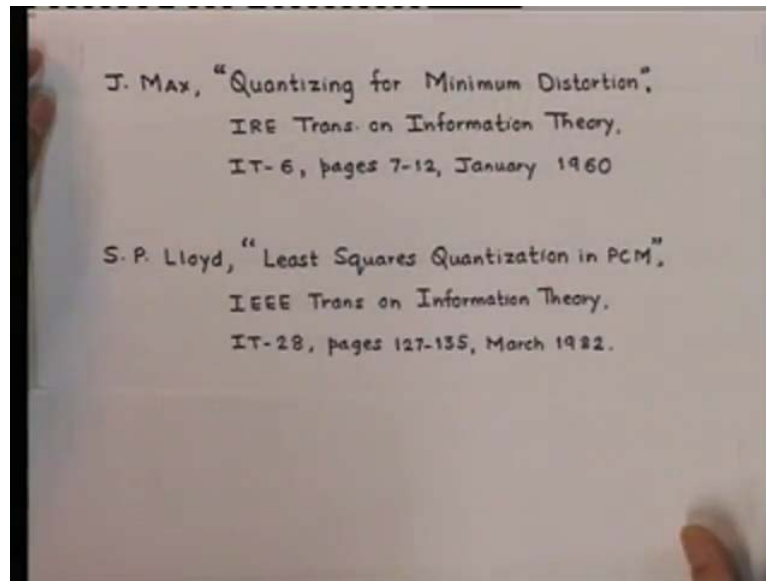 J. MAX, "Quantizing for Minimum Distortion",
IRE Trans. on Information Theory,
IT-6, pages 7-12, January 1960
S. P. Lloyd, "Least Squares Quantization in PCM",
IEEE Trans on Information Theory,
IT-28, pages 127-135, March 1982.